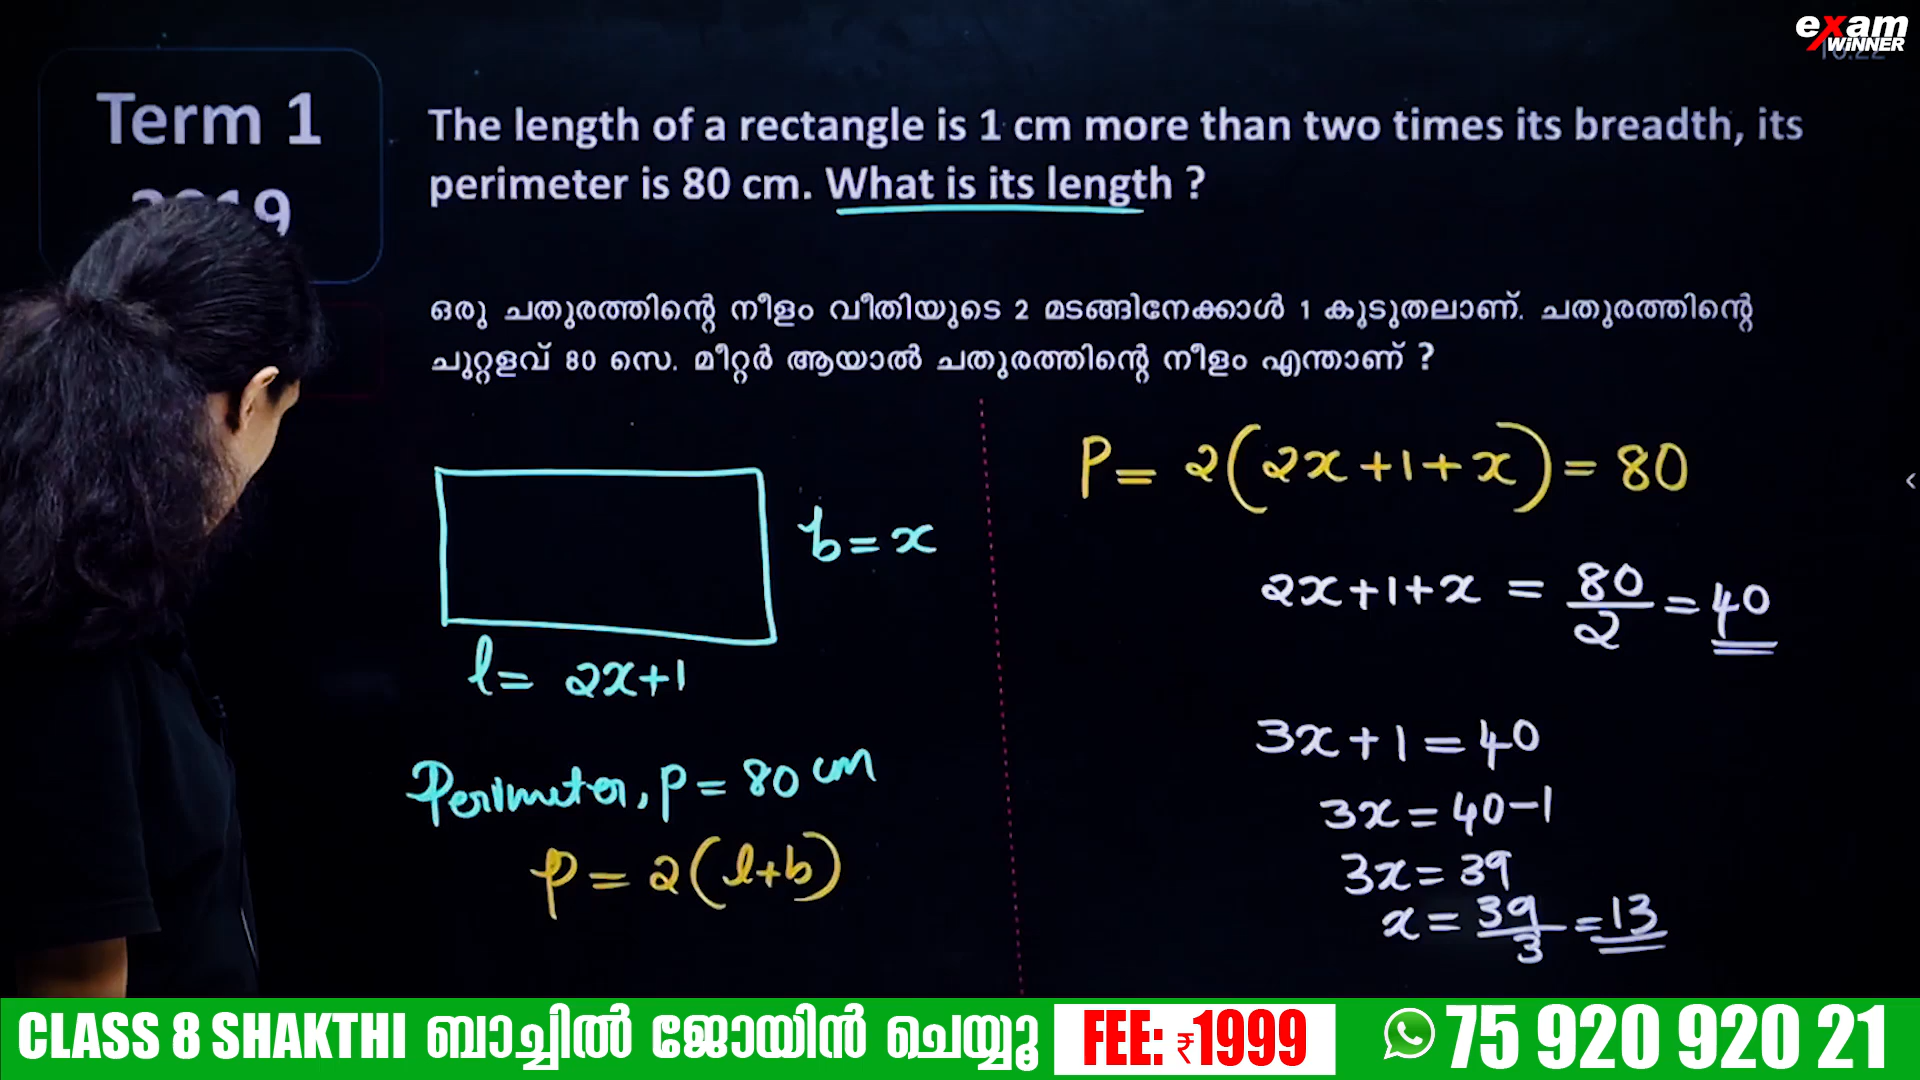 exam
WINNER
Term 1
The length of a rectangle is 1 cm more than two times its breadth, its
perimeter is 80 cm. What is its length ?
ഒരു ചതുരത്തിന്റെ നീളം വീതിയുടെ 2 മടങ്ങിനേക്കാൾ 1 കുടുതലാണ്. ചതുരത്തിന്റെ
ചുറ്റളവ് 80 സെ. മീറ്റർ ആയാൽ ചതുരത്തിന്റെ നീളം എന്താണ് ?
b = x
l = 2x+1
Perimeter, P = 80 cm
P = 2(l+b)
P = 2(2x+1+x) = 80
2x+1+x = 80/2 = 40
3x+1 = 40
3x = 40-1
3x = 39
x = 39/3 = 13
CLASS 8 SHAKTHI ബാച്ചിൽ ജോയിൻ ചെയ്യൂ FEE: ₹1999 75 920 920 21